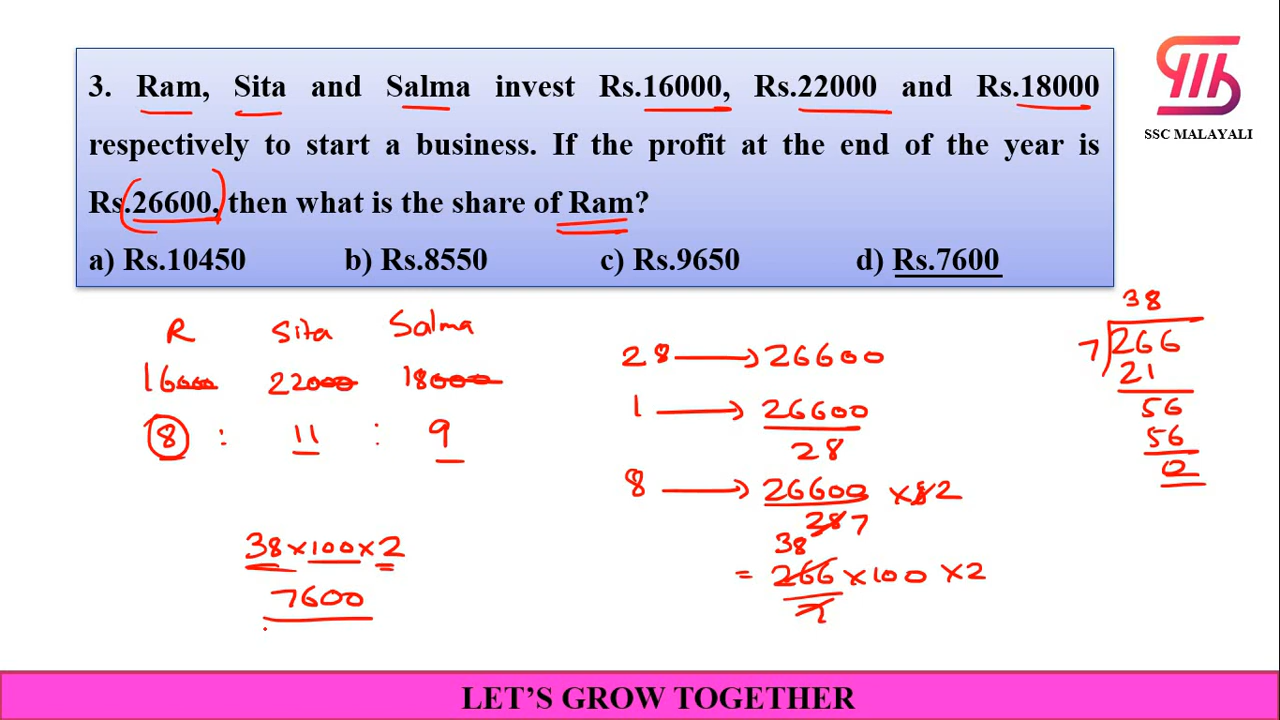 3. Ram, Sita and Salma invest Rs.16000, Rs.22000 and Rs.18000
respectively to start a business. If the profit at the end of the year is
Rs.26600, then what is the share of Ram?
a) Rs.10450 b) Rs.8550 c) Rs.9650 d) Rs.7600
SSC MALAYALI
R Sita Salma
16000 22000 18000
8 : 11 : 9
38×100×2
7600
28 → 26600
1 → 26600
28
8 → 26600 ×8 2
28 7
38
= 266 ×100 ×2
7
38
7 266
21
56
56
0
LET'S GROW TOGETHER